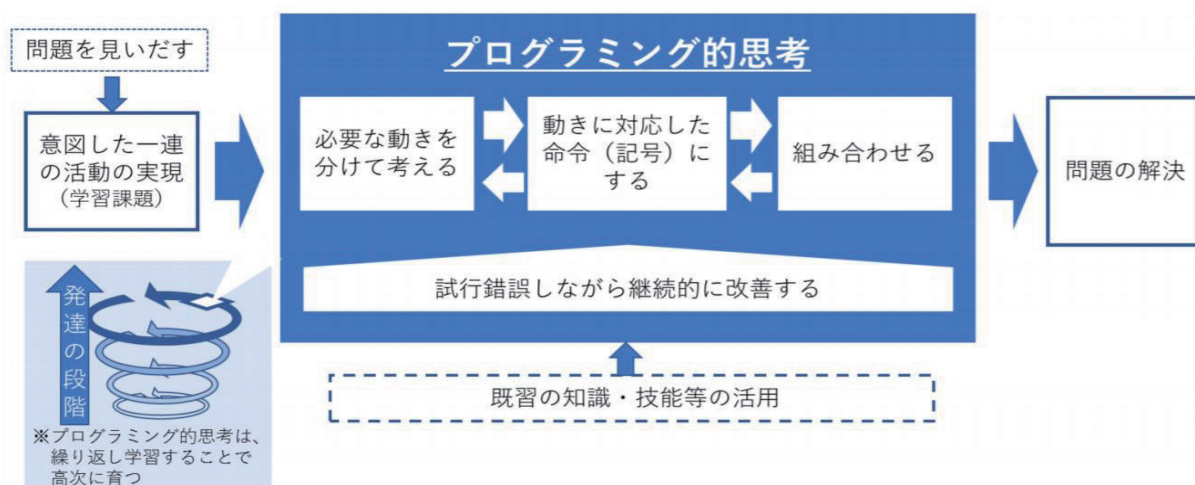 問題を見いだす
意図した一連
の活動の実現
(学習課題)
プログラミング的思考
必要な動きを
分けて考える
動きに対応した
命令（記号）に
する
組み合わせる
試行錯誤しながら継続的に改善する
問題の解決
既習の知識・技能等の活用
発達の段階
※プログラミング的思考は、
繰り返し学習することで
高次に育つ